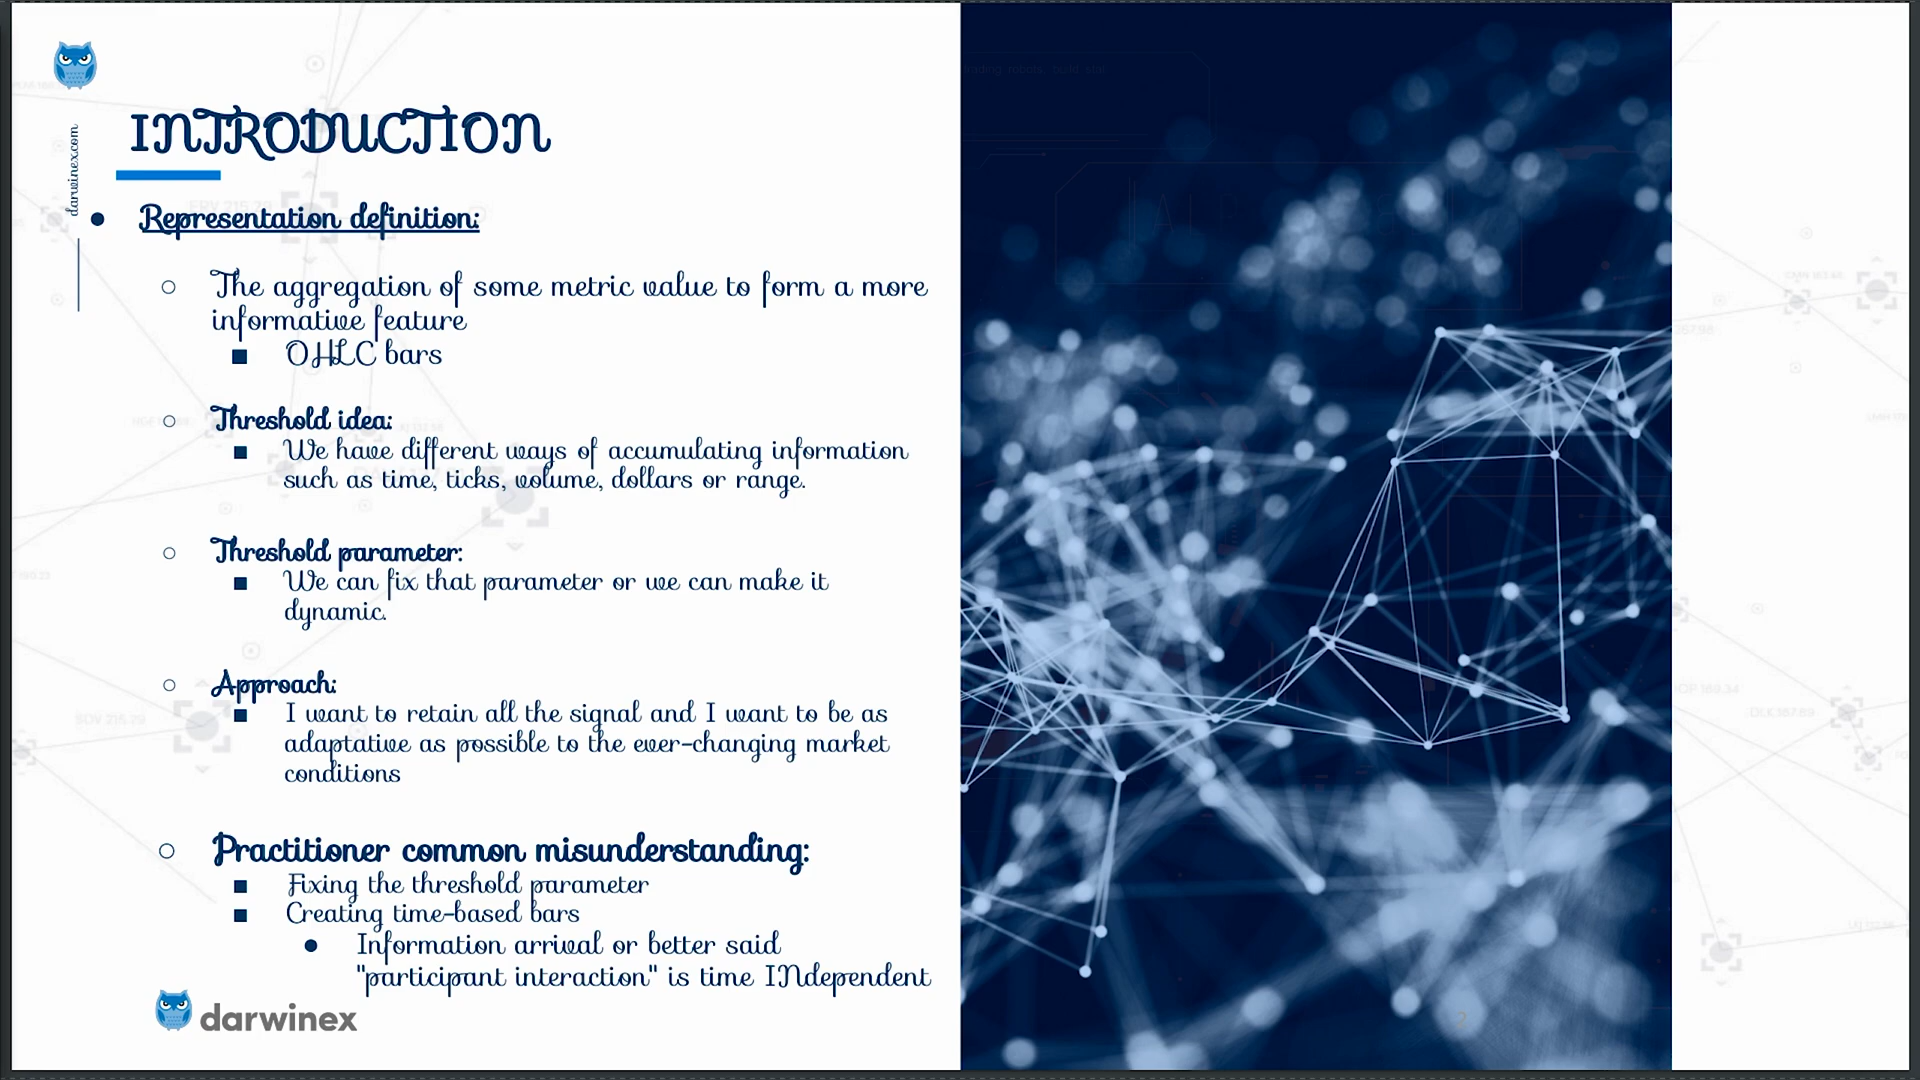 darwinex.com
INTRODUCTION
Representation definition:
The aggregation of some metric value to form a more
informative feature
OHLC bars
Threshold idea:
We have different ways of accumulating information
such as time, ticks, volume, dollars or range.
Threshold parameter:
We can fix that parameter or we can make it
dynamic.
Approach:
I want to retain all the signal and I want to be as
adaptative as possible to the ever-changing market
conditions
Practitioner common misunderstanding:
Fixing the threshold parameter
Creating time-based bars
Information arrival or better said
"participant interaction" is time INdependent
darwinex
2